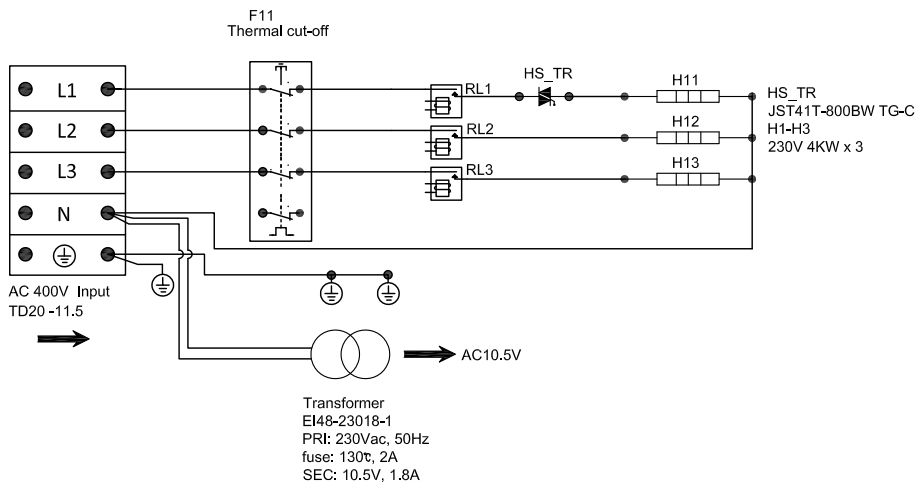 F11
Thermal cut-off
L1
L2
L3
N
AC 400V Input
TD20 -11.5
RL1
RL2
RL3
HS_TR
H11
H12
H13
HS_TR
JST41T-800BW TG-C
H1-H3
230V 4KW x 3
AC10.5V
Transformer
EI48-23018-1
PRI: 230Vac, 50Hz
fuse: 130τ, 2A
SEC: 10.5V, 1.8A